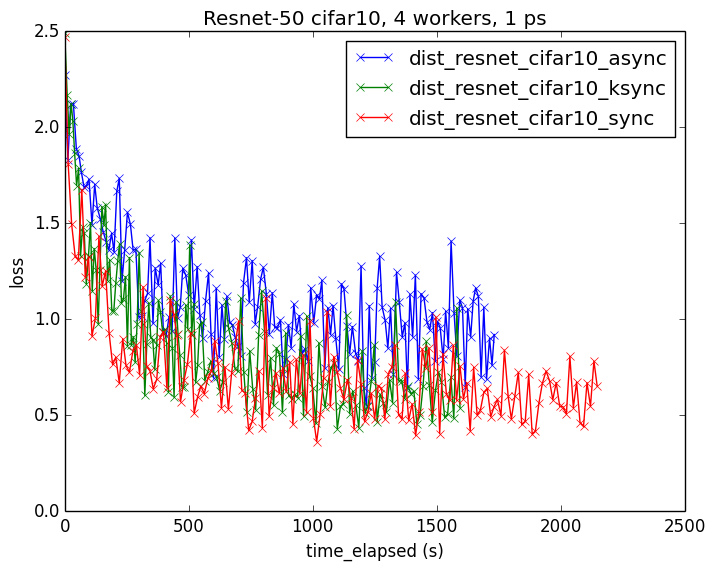 Resnet-50 cifar10, 4 workers, 1 ps
dist_resnet_cifar10_async
dist_resnet_cifar10_ksync
dist_resnet_cifar10_sync
2.5
2.0
1.5
1.0
0.5
0.0
loss
0 500 1000 1500 2000 2500
time_elapsed (s)